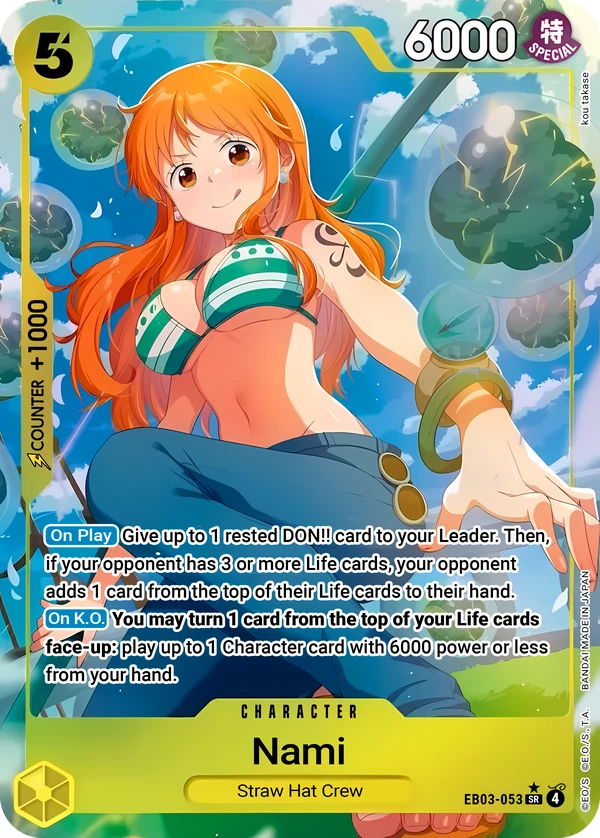 5
6000
特
SPECIAL
kou.takase
COUNTER +1000
On Play Give up to 1 rested DON!! card to your Leader. Then,
if your opponent has 3 or more Life cards, your opponent
adds 1 card from the top of their Life cards to their hand.
On K.O. You may turn 1 card from the top of your Life cards
face-up: play up to 1 Character card with 6000 power or less
from your hand.
CHARACTER
Nami
Straw Hat Crew
EB03-053 SR 4
©EO/S ©E.O/S.,T.A. BANDAI MADE IN JAPAN